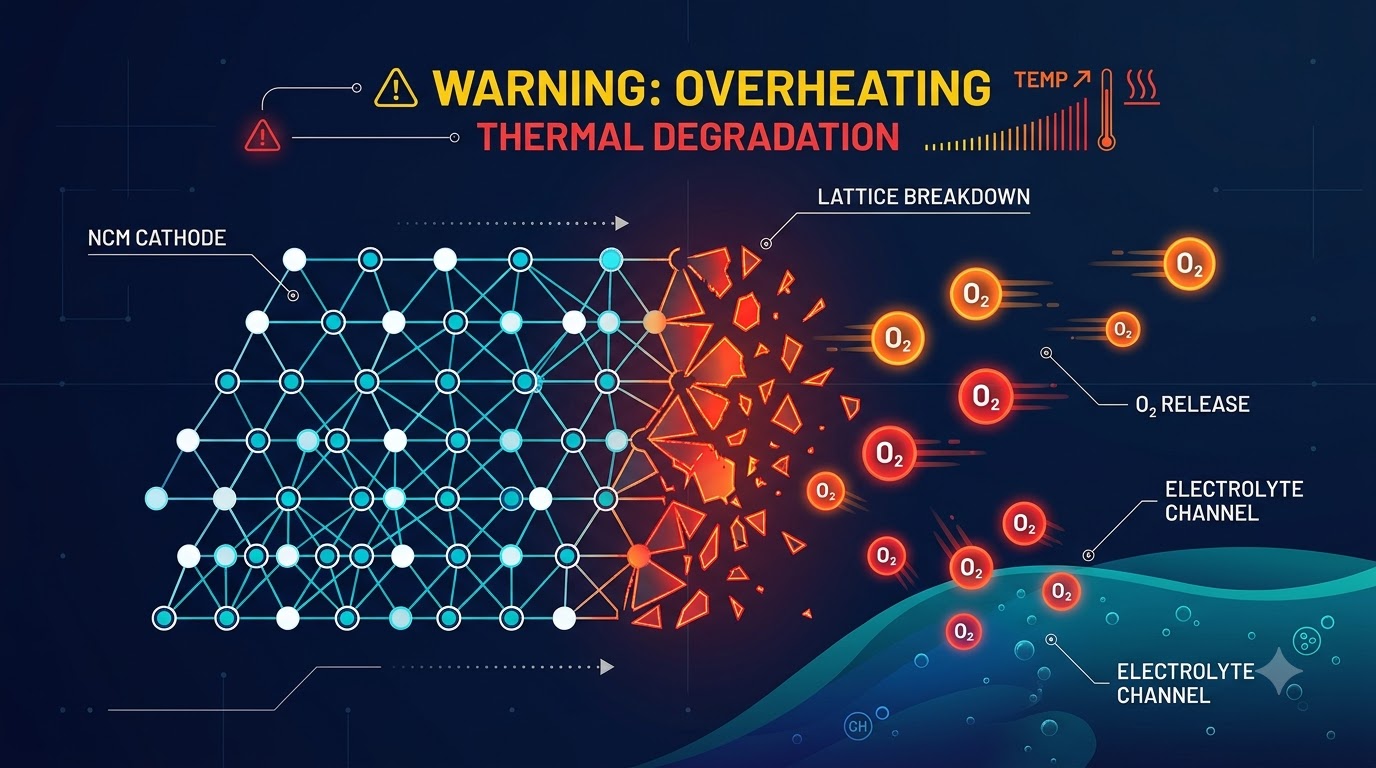 WARNING: OVERHEATING
TEMP
THERMAL DEGRADATION
LATTICE BREAKDOWN
NCM CATHODE
O₂
O₂
O₂
O₂
O₂
O₂ RELEASE
O₂
O₂
ELECTROLYTE
CHANNEL
O₂
O₂
O₂
O₂
O₂
ELECTROLYTE
CHANNEL
CH